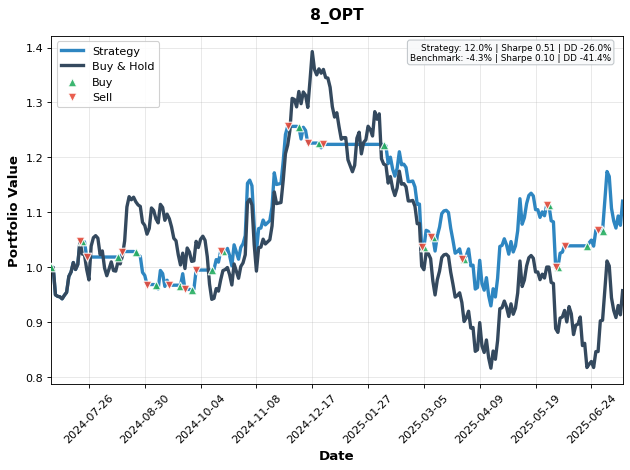 8_OPT
Strategy
Buy & Hold
Buy
Sell
Strategy: 12.0% | Sharpe 0.51 | DD -26.0%
Benchmark: -4.3% | Sharpe 0.10 | DD -41.4%
Portfolio Value
1.4
1.3
1.2
1.1
1.0
0.9
0.8
2024-07-26
2024-08-30
2024-10-04
2024-11-08
2024-12-17
2025-01-27
2025-03-05
2025-04-09
2025-05-19
2025-06-24
Date